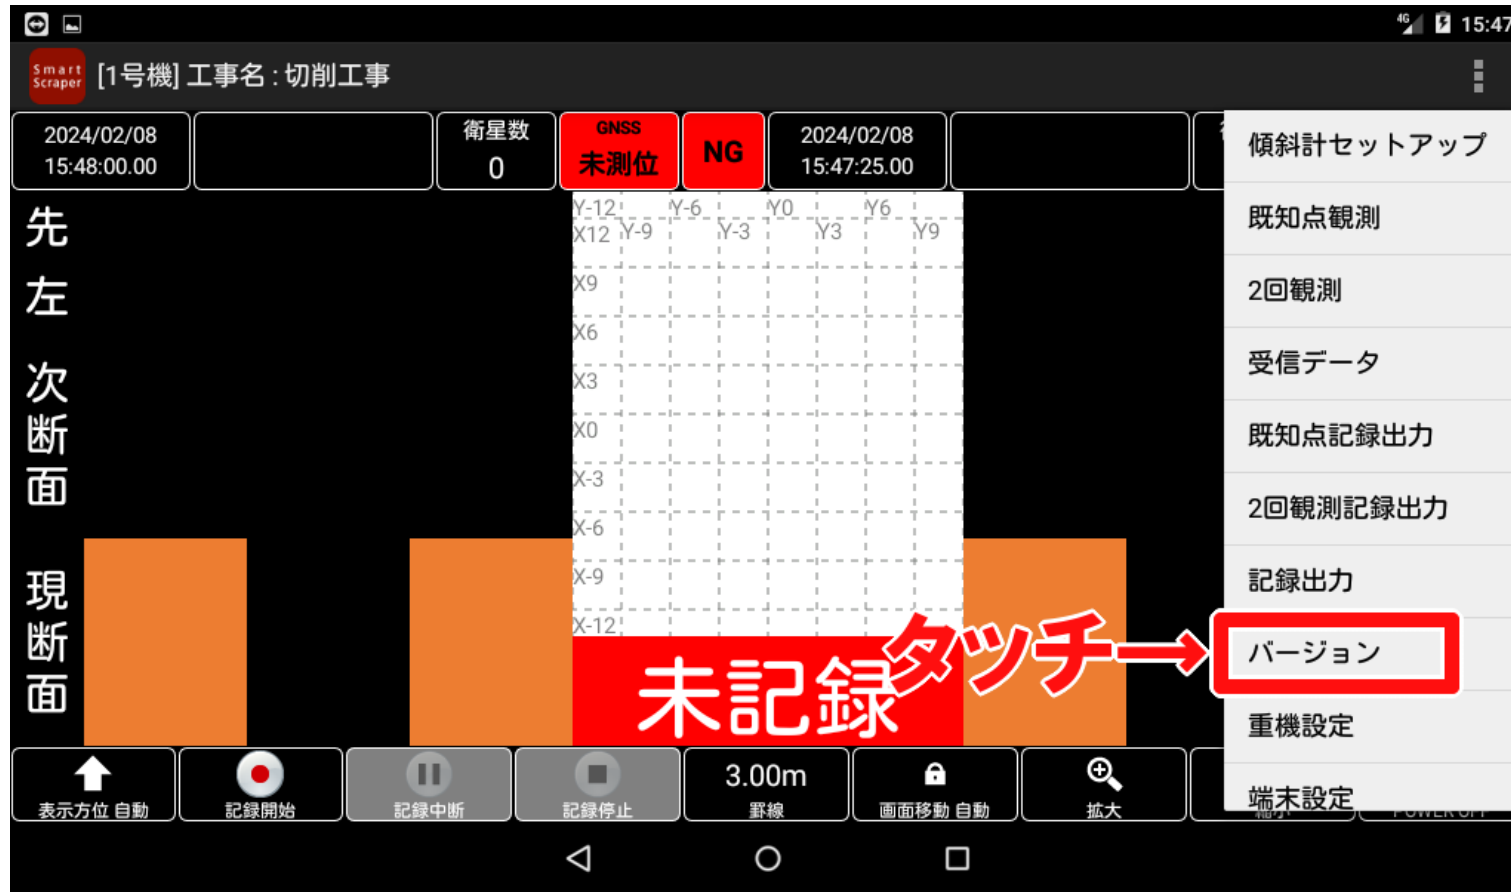 4G 15:47
Smart
Scraper
[1号機] 工事名 : 切削工事
2024/02/08
15:48:00.00
衛星数
0
GNSS
未測位
NG
2024/02/08
15:47:25.00
先
左
次
断
面
現
断
面
Y-12 Y-6 Y0 Y6
X12 Y-9 Y-3 Y3 Y9
X9
X6
X3
X0
X-3
X-6
X-9
X-12
未記録
タッチ→
傾斜計セットアップ
既知点観測
2回観測
受信データ
既知点記録出力
2回観測記録出力
記録出力
バージョン
重機設定
端末設定
表示方位 自動
記録開始
記録中断
記録停止
3.00m
罫線
画面移動 自動
拡大
縮小
POWER OFF